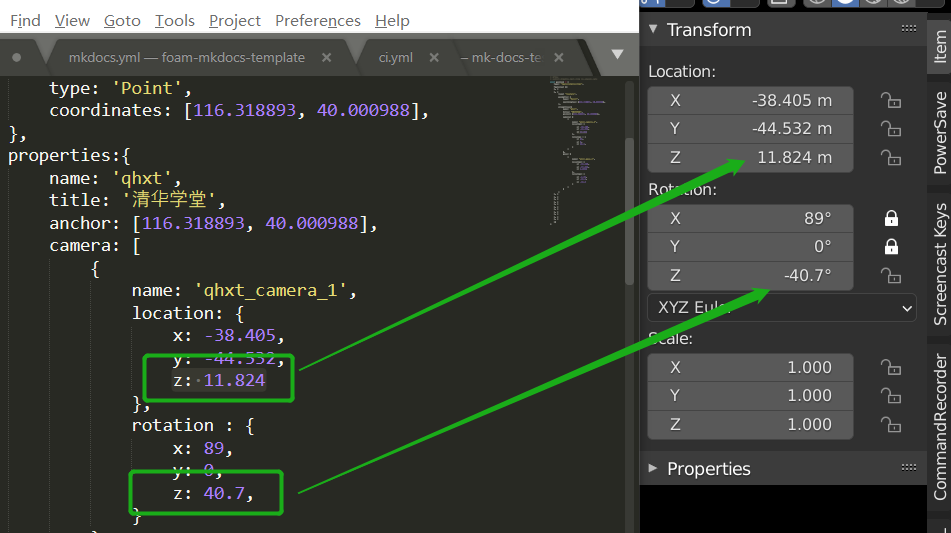 Find View Goto Tools Project Preferences Help
mkdocs.yml — foam-mkdocs-template × ci.yml × – mk-docs-te ×
type: 'Point',
coordinates: [116.318893, 40.000988],
},
properties:{
name: 'qhxt',
title: '清华学堂',
anchor: [116.318893, 40.000988],
camera: [
{
name: 'qhxt_camera_1',
location: {
x: -38.405,
y: -44.532,
z: 11.824
},
rotation : {
x: 89,
y: 0,
z: 40.7,
}
Transform
Location:
X -38.405 m
Y -44.532 m
Z 11.824 m
Rotation:
X 89°
Y 0°
Z -40.7°
XYZ Euler
Scale:
X 1.000
Y 1.000
Z 1.000
Properties
Item
PowerSave
Screencast Keys
CommandRecorder